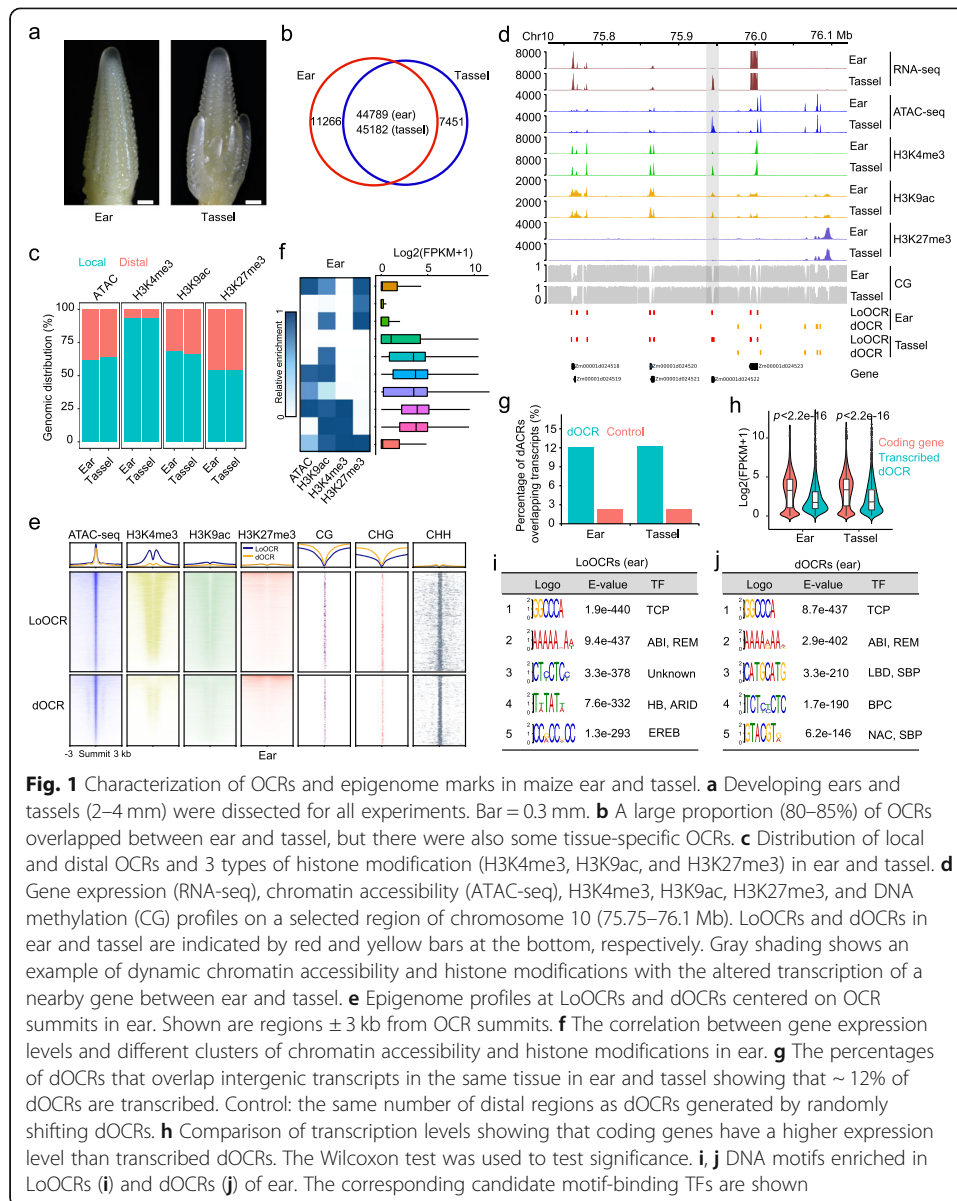 a
Ear
Tassel
b
Ear
Tassel
11266
44789 (ear)
45182 (tassel)
7451
c
Local Distal
ATAC
H3K4me3
H3K9ac
H3K27me3
Genomic distribution (%)
100
75
50
25
0
Ear
Tassel
Ear
Tassel
Ear
Tassel
Ear
Tassel
d
Chr10 75.8 75.9 76.0 76.1 Mb
8000 Ear
8000 Tassel
RNA-seq
4000 Ear
4000 Tassel
ATAC-seq
8000 Ear
8000 Tassel
H3K4me3
2000 Ear
2000 Tassel
H3K9ac
4000 Ear
4000 Tassel
H3K27me3
0
1 Ear
0
1 Tassel
0
CG
LoOCR
dOCR
Ear
LoOCR
dOCR
Tassel
Gene
Zm00001d024518
Zm00001d024519
Zm00001d024520
Zm00001d024521
Zm00001d024522
Zm00001d024523
e
ATAC-seq H3K4me3 H3K9ac H3K27me3 CG CHG CHH
LoOCR
dOCR
LoOCR
dOCR
-3 Summit 3 kb
Ear
f
Ear
Log2(FPKM+1)
0 5 10
Relative enrichment
0
1
ATAC
H3K9ac
H3K4me3
H3K27me3
g
dOCR Control
Percentage of dACRs
overlapping transcripts (%)
15
12
9
6
3
0
Ear Tassel
h
p<2.2e-16 p<2.2e-16
Log2(FPKM+1)
10
5
0
Ear Tassel
Coding gene
Transcribed
dOCR
i
LoOCRs (ear)
Logo E-value TF
1 GGCCCA 1.9e-440 TCP
2 9.4e-437 ABI, REM
3 3.3e-378 Unknown
4 7.6e-332 HB, ARID
5 1.3e-293 EREB
j
dOCRs (ear)
Logo E-value TF
1 GGCCCA 8.7e-437 TCP
2 2.9e-402 ABI, REM
3 CATGCATG 3.3e-210 LBD, SBP
4 1.7e-190 BPC
5 6.2e-146 NAC, SBP
Fig. 1 Characterization of OCRs and epigenome marks in maize ear and tassel. a Developing ears and
tassels (2–4 mm) were dissected for all experiments. Bar = 0.3 mm. b A large proportion (80–85%) of OCRs
overlapped between ear and tassel, but there were also some tissue-specific OCRs. c Distribution of local
and distal OCRs and 3 types of histone modification (H3K4me3, H3K9ac, and H3K27me3) in ear and tassel. d
Gene expression (RNA-seq), chromatin accessibility (ATAC-seq), H3K4me3, H3K9ac, H3K27me3, and DNA
methylation (CG) profiles on a selected region of chromosome 10 (75.75–76.1 Mb). LoOCRs and dOCRs in
ear and tassel are indicated by red and yellow bars at the bottom, respectively. Gray shading shows an
example of dynamic chromatin accessibility and histone modifications with the altered transcription of a
nearby gene between ear and tassel. e Epigenome profiles at LoOCRs and dOCRs centered on OCR
summits in ear. Shown are regions ± 3 kb from OCR summits. f The correlation between gene expression
levels and different clusters of chromatin accessibility and histone modifications in ear. g The percentages
of dOCRs that overlap intergenic transcripts in the same tissue in ear and tassel showing that ~ 12% of
dOCRs are transcribed. Control: the same number of distal regions as dOCRs generated by randomly
shifting dOCRs. h Comparison of transcription levels showing that coding genes have a higher expression
level than transcribed dOCRs. The Wilcoxon test was used to test significance. i, j DNA motifs enriched in
LoOCRs (i) and dOCRs (j) of ear. The corresponding candidate motif-binding TFs are shown